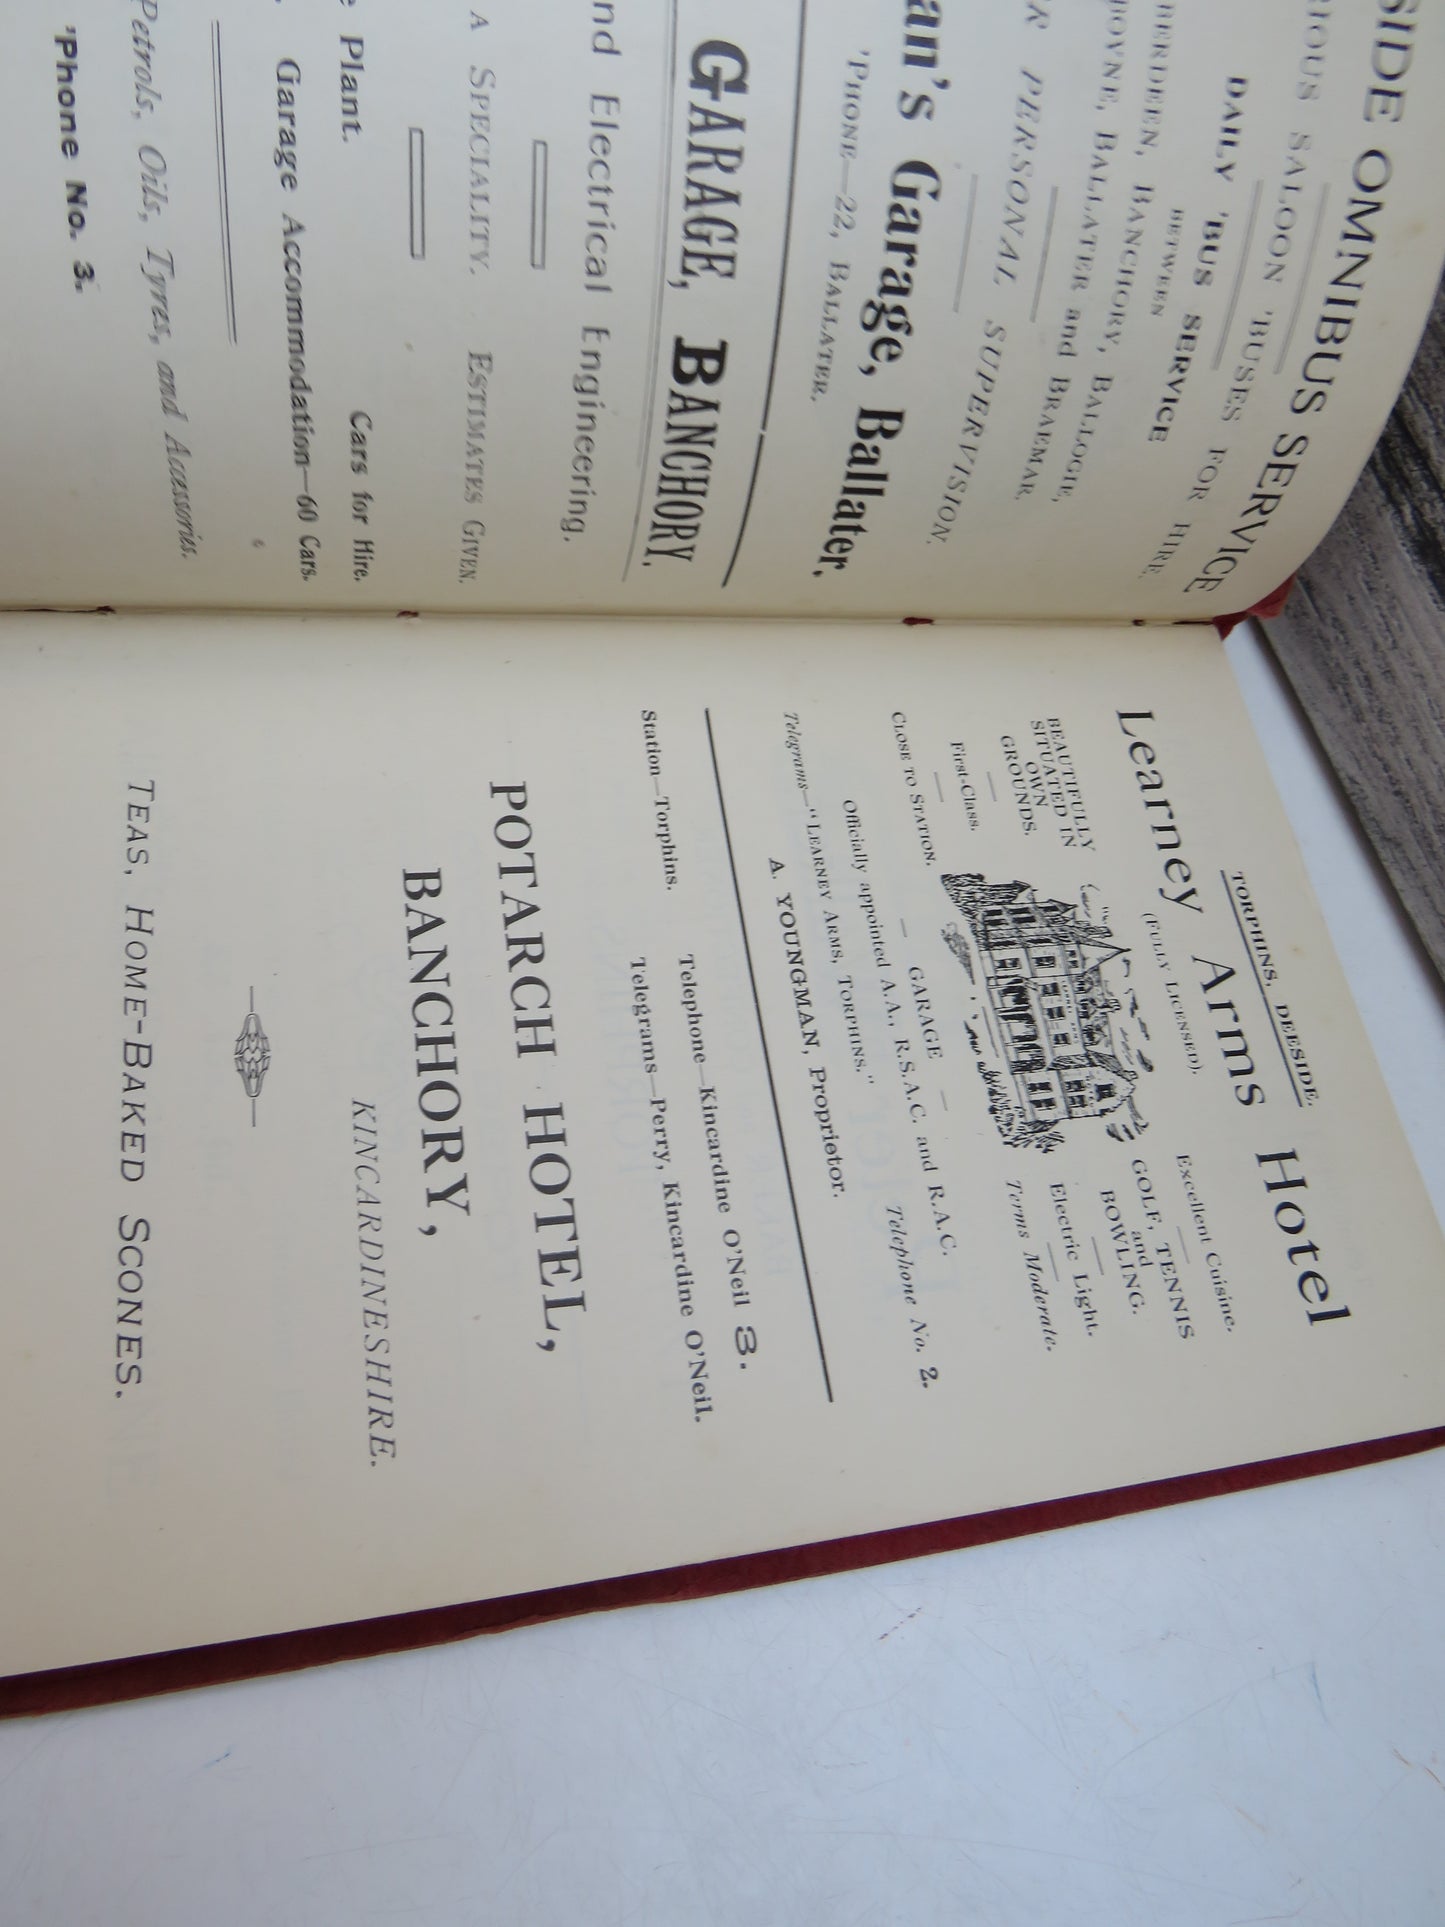 SIDE OMNIBUS SERVICE
SALOON 'BUSES FOR HIRE.
DAILY 'BUS SERVICE
BETWEEN
BANCHORY, BALLOGIE,
BALLATER and BRAEMAR,
PERSONAL SUPERVISION.
an's Garage, Ballater,
'PHONE—22, BALLATER.
GARAGE, BANCHORY.
nd Electrical Engineering.
A SPECIALITY. ESTIMATES GIVEN.
Plant. Cars for Hire.
Garage Accommodation—60 Cars.
Petrols, Oils, Tyres, and Accessories.
'Phone No. 3.
TORPHINS, DEESIDE.
Learney Arms Hotel
(FULLY LICENSED).
BEAUTIFULLY
SITUATED IN
OWN
GROUNDS.
First-Class.
CLOSE TO STATION.
Excellent Cuisine.
GOLF, TENNIS
and
BOWLING.
Electric Light.
Terms Moderate.
— GARAGE —
Officially appointed A.A., R.S.A.C. and R.A.C.
Telegrams—"LEARNEY ARMS, TORPHINS." Telephone No. 2.
A. YOUNGMAN, Proprietor.
Telephone—Kincardine O'Neil 3.
Station—Torphins. Telegrams—Perry, Kincardine O'Neil.
POTARCH HOTEL,
BANCHORY,
KINCARDINESHIRE.
TEAS, HOME-BAKED SCONES.